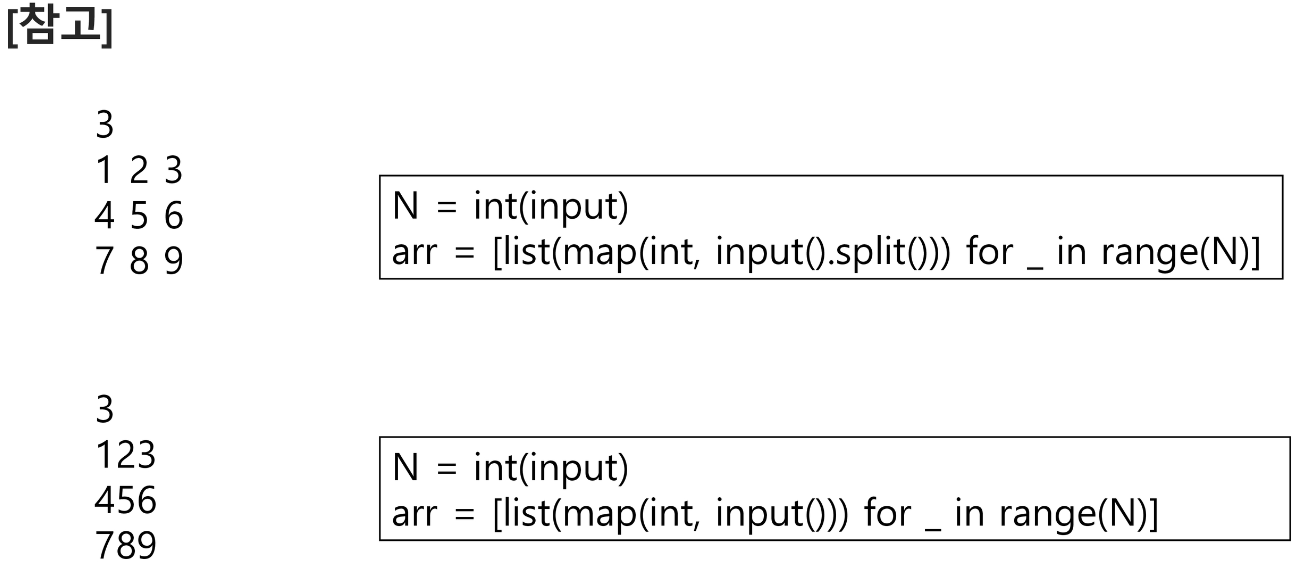 [참고]
3
1 2 3
4 5 6
7 8 9
N = int(input)
arr = [list(map(int, input().split())) for _ in range(N)]
3
123
456
789
N = int(input)
arr = [list(map(int, input())) for _ in range(N)]